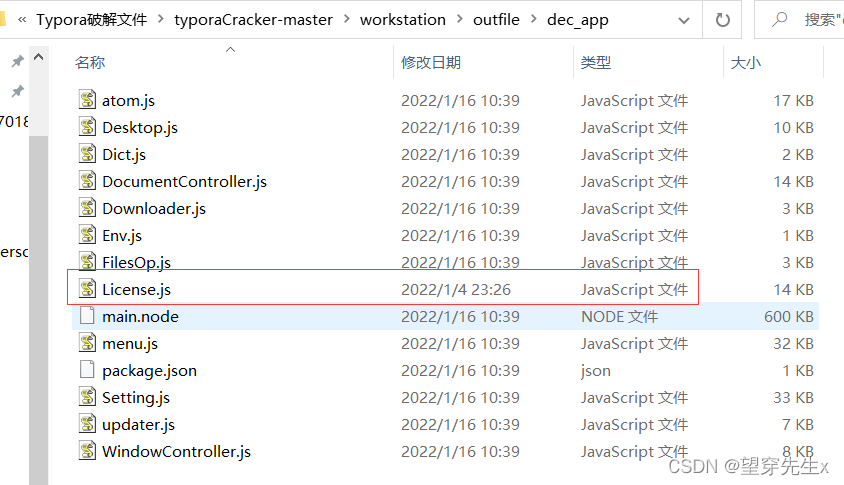 « Typora破解文件 > typoraCracker-master > workstation > outfile > dec_app 搜索"d
名称 修改日期 类型 大小
atom.js 2022/1/16 10:39 JavaScript 文件 17 KB
7018
Desktop.js 2022/1/16 10:39 JavaScript 文件 10 KB
Dict.js 2022/1/16 10:39 JavaScript 文件 2 KB
DocumentController.js 2022/1/16 10:39 JavaScript 文件 14 KB
Downloader.js 2022/1/16 10:39 JavaScript 文件 3 KB
Env.js 2022/1/16 10:39 JavaScript 文件 1 KB
ersc
FilesOp.js 2022/1/16 10:39 JavaScript 文件 3 KB
License.js 2022/1/4 23:26 JavaScript 文件 14 KB
main.node 2022/1/16 10:39 NODE 文件 600 KB
menu.js 2022/1/16 10:39 JavaScript 文件 32 KB
package.json 2022/1/16 10:39 json 1 KB
Setting.js 2022/1/16 10:39 JavaScript 文件 33 KB
updater.js 2022/1/16 10:39 JavaScript 文件 7 KB
WindowController.js 2022/1/16 10:39 JavaScript 文件 8 KB
CSDN @望穿先生x